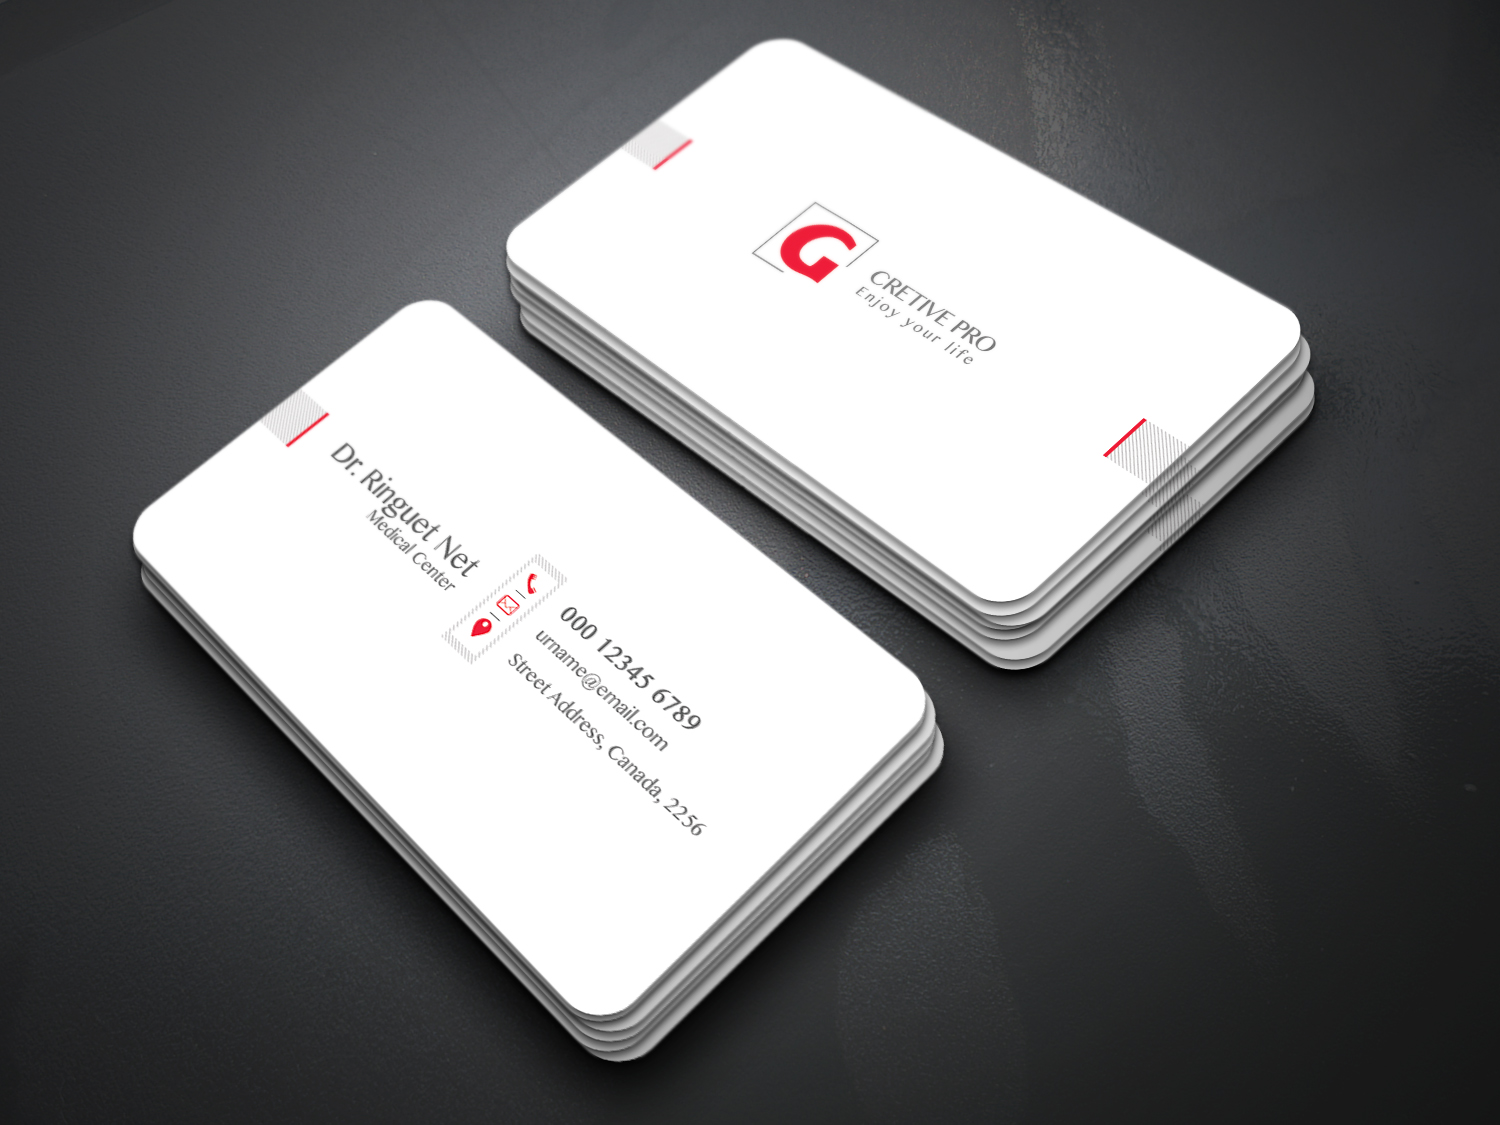 G
CRETIVE PRO
Enjoy your life
Dr. Ringuet Net
Medical Center
000 12345 6789
urname@email.com
Street Address, Canada, 2256